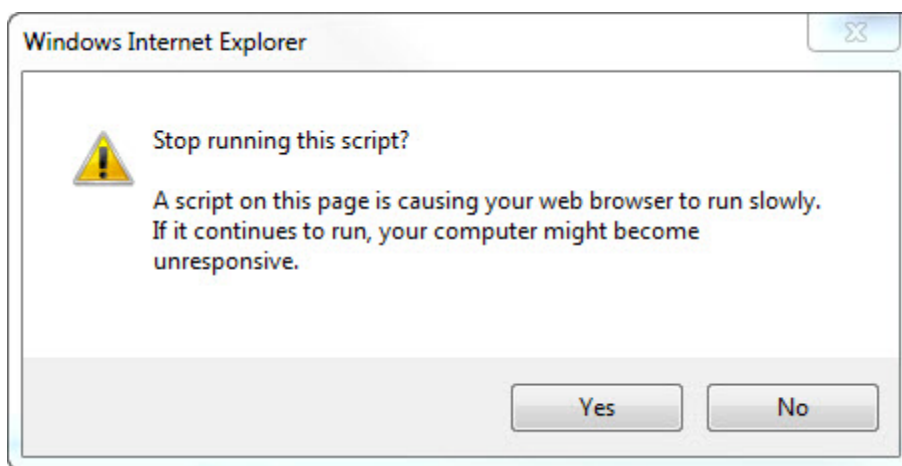 Windows Internet Explorer
Stop running this script?
A script on this page is causing your web browser to run slowly.
If it continues to run, your computer might become
unresponsive.
Yes No